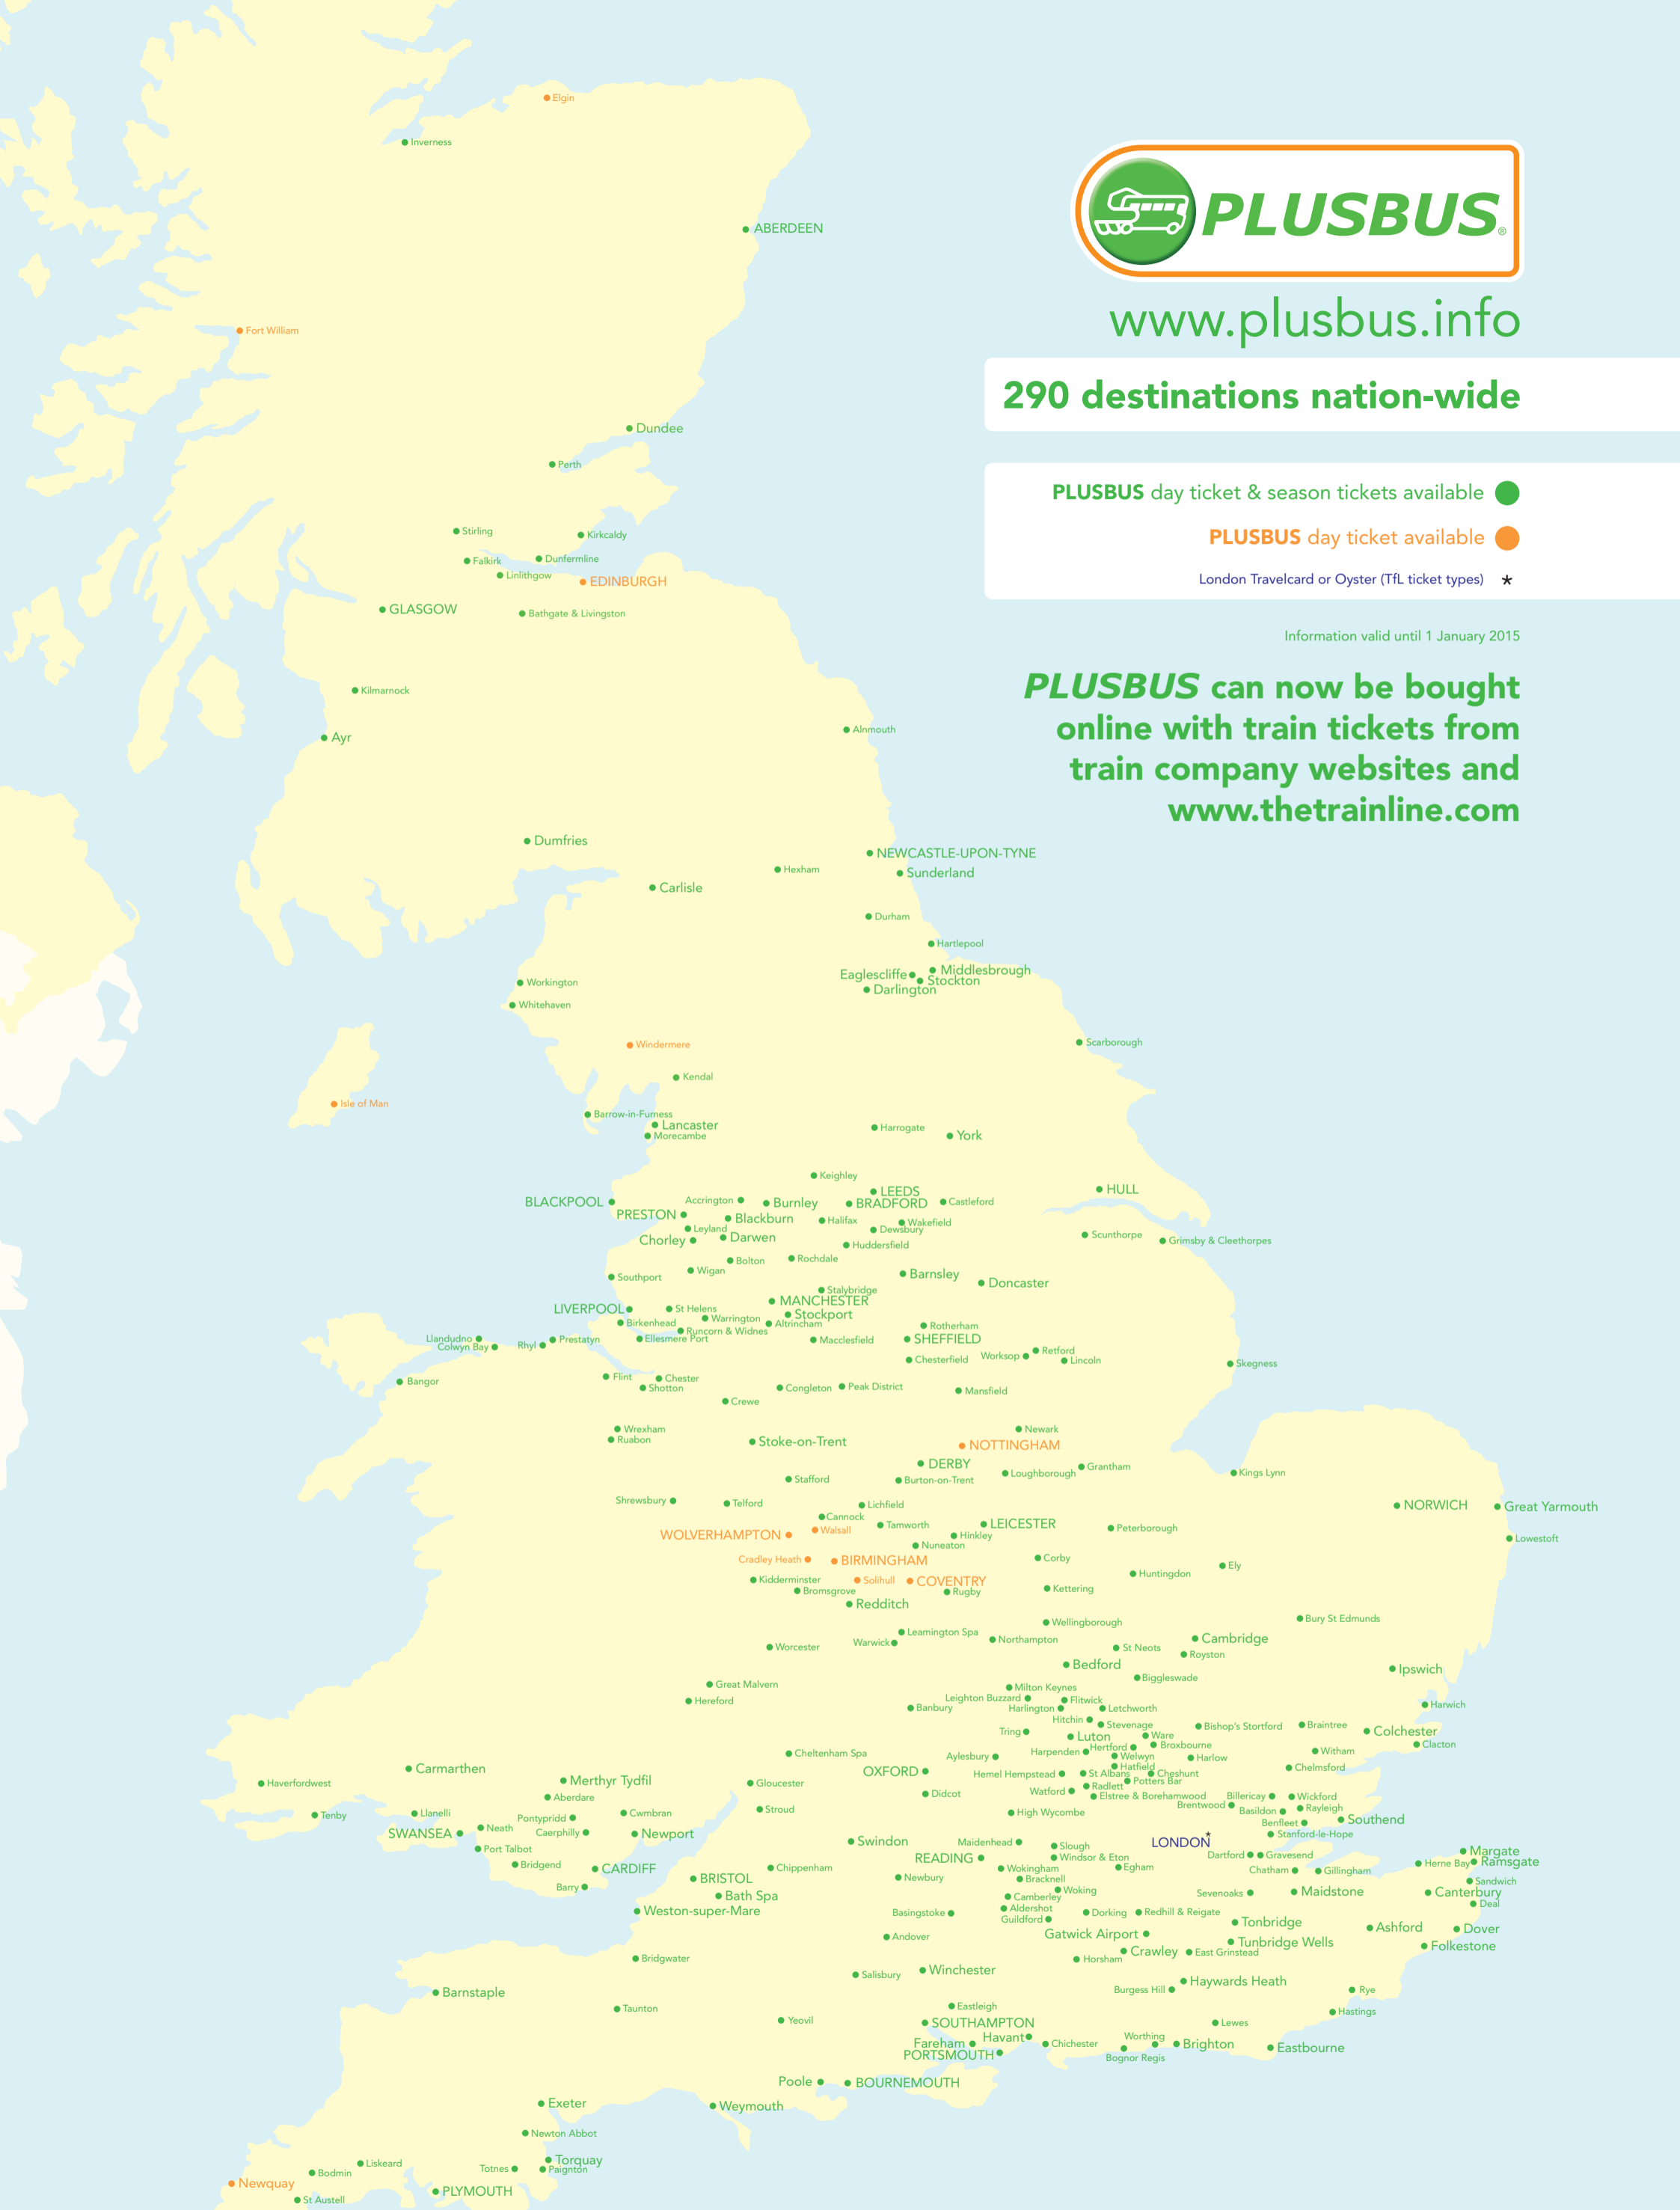 Elgin
Inverness
PLUSBUS®
ABERDEEN
www.plusbus.info
Fort William
290 destinations nation-wide
Dundee
Perth
PLUSBUS day ticket & season tickets available
Stirling
Kirkcaldy
PLUSBUS day ticket available
Falkirk
Dunfermline
Linlithgow
EDINBURGH
London Travelcard or Oyster (TfL ticket types) *
GLASGOW
Bathgate & Livingston
Information valid until 1 January 2015
Kilmarnock
PLUSBUS can now be bought
online with train tickets from
train company websites and
www.thetrainline.com
Ayr
Alnmouth
Dumfries
NEWCASTLE-UPON-TYNE
Hexham
Sunderland
Carlisle
Durham
Hartlepool
Middlesbrough
Eaglescliffe
Stockton
Darlington
Workington
Whitehaven
Windermere
Scarborough
Kendal
Isle of Man
Barrow-in-Furness
Lancaster
Morecambe
Harrogate
York
Keighley
LEEDS
HULL
BLACKPOOL
Accrington
Burnley
BRADFORD
Castleford
PRESTON
Blackburn
Halifax
Wakefield
Leyland
Dewsbury
Chorley
Darwen
Huddersfield
Scunthorpe
Grimsby & Cleethorpes
Bolton
Rochdale
Wigan
Southport
Barnsley
Doncaster
Stalybridge
MANCHESTER
LIVERPOOL
St Helens
Stockport
Warrington
Birkenhead
Altrincham
Runcorn & Widnes
Rotherham
Llandudno
Colwyn Bay
Rhyl
Prestatyn
Ellesmere Port
Macclesfield
SHEFFIELD
Retford
Worksop
Lincoln
Chesterfield
Skegness
Bangor
Flint
Chester
Shotton
Congleton
Peak District
Mansfield
Crewe
Wrexham
Ruabon
Newark
Stoke-on-Trent
NOTTINGHAM
DERBY
Grantham
Loughborough
Kings Lynn
Stafford
Burton-on-Trent
Shrewsbury
Telford
Lichfield
NORWICH
Great Yarmouth
Cannock
Tamworth
LEICESTER
Peterborough
Walsall
WOLVERHAMPTON
Hinkley
Lowestoft
Nuneaton
Cradley Heath
BIRMINGHAM
Corby
Ely
Huntingdon
Kidderminster
Solihull
COVENTRY
Bromsgrove
Rugby
Kettering
Redditch
Wellingborough
Bury St Edmunds
Leamington Spa
Warwick
Northampton
Cambridge
Worcester
St Neots
Royston
Bedford
Ipswich
Biggleswade
Great Malvern
Milton Keynes
Hereford
Leighton Buzzard
Flitwick
Banbury
Harlington
Letchworth
Harwich
Hitchin
Stevenage
Bishop's Stortford
Braintree
Tring
Luton
Ware
Colchester
Broxbourne
Clacton
Hertford
Harpenden
Witham
Cheltenham Spa
Aylesbury
Welwyn
Harlow
Hatfield
Chelmsford
Carmarthen
OXFORD
Hemel Hempstead
St Albans
Cheshunt
Haverfordwest
Merthyr Tydfil
Gloucester
Potters Bar
Radlett
Watford
Didcot
Aberdare
Elstree & Borehamwood
Billericay
Wickford
Brentwood
Rayleigh
Basildon
Tenby
Llanelli
Cwmbran
Stroud
High Wycombe
Pontypridd
Southend
Benfleet
Neath
SWANSEA
Caerphilly
Newport
Stanford-le-Hope
Swindon
Maidenhead
LONDON*
Slough
Port Talbot
Margate
Dartford
Gravesend
READING
Windsor & Eton
Ramsgate
Herne Bay
Bridgend
CARDIFF
Chippenham
Wokingham
Egham
Chatham
Gillingham
BRISTOL
Newbury
Bracknell
Sandwich
Barry
Woking
Bath Spa
Camberley
Sevenoaks
Maidstone
Canterbury
Deal
Aldershot
Weston-super-Mare
Basingstoke
Guildford
Dorking
Redhill & Reigate
Tonbridge
Ashford
Dover
Andover
Gatwick Airport
Tunbridge Wells
Folkestone
Crawley
East Grinstead
Bridgwater
Horsham
Winchester
Salisbury
Haywards Heath
Barnstaple
Burgess Hill
Rye
Taunton
Eastleigh
Hastings
Yeovil
SOUTHAMPTON
Lewes
Havant
Fareham
Chichester
Worthing
Brighton
Eastbourne
PORTSMOUTH
Bognor Regis
Poole
BOURNEMOUTH
Exeter
Weymouth
Newton Abbot
Torquay
Liskeard
Totnes
Paignton
Bodmin
Newquay
PLYMOUTH
St Austell